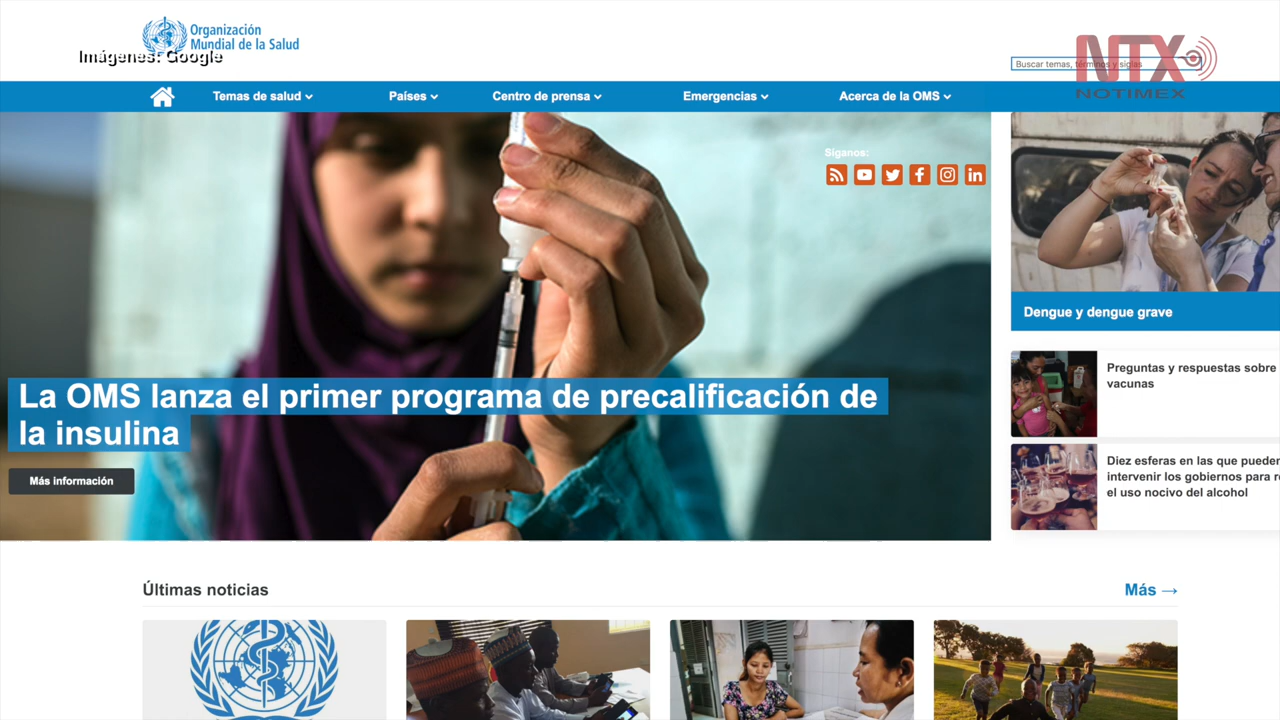 Organización
Mundial de la Salud
Imágenes: Google
Buscar temas, términos y siglas
NTX
NOTIMEX
Temas de salud
Países
Centro de prensa
Emergencias
Acerca de la OMS
Síganos:
Dengue y dengue grave
Preguntas y respuestas sobre
vacunas
La OMS lanza el primer programa de precalificación de
la insulina
Más información
Diez esferas en las que pueden
intervenir los gobiernos para
el uso nocivo del alcohol
Últimas noticias
Más →